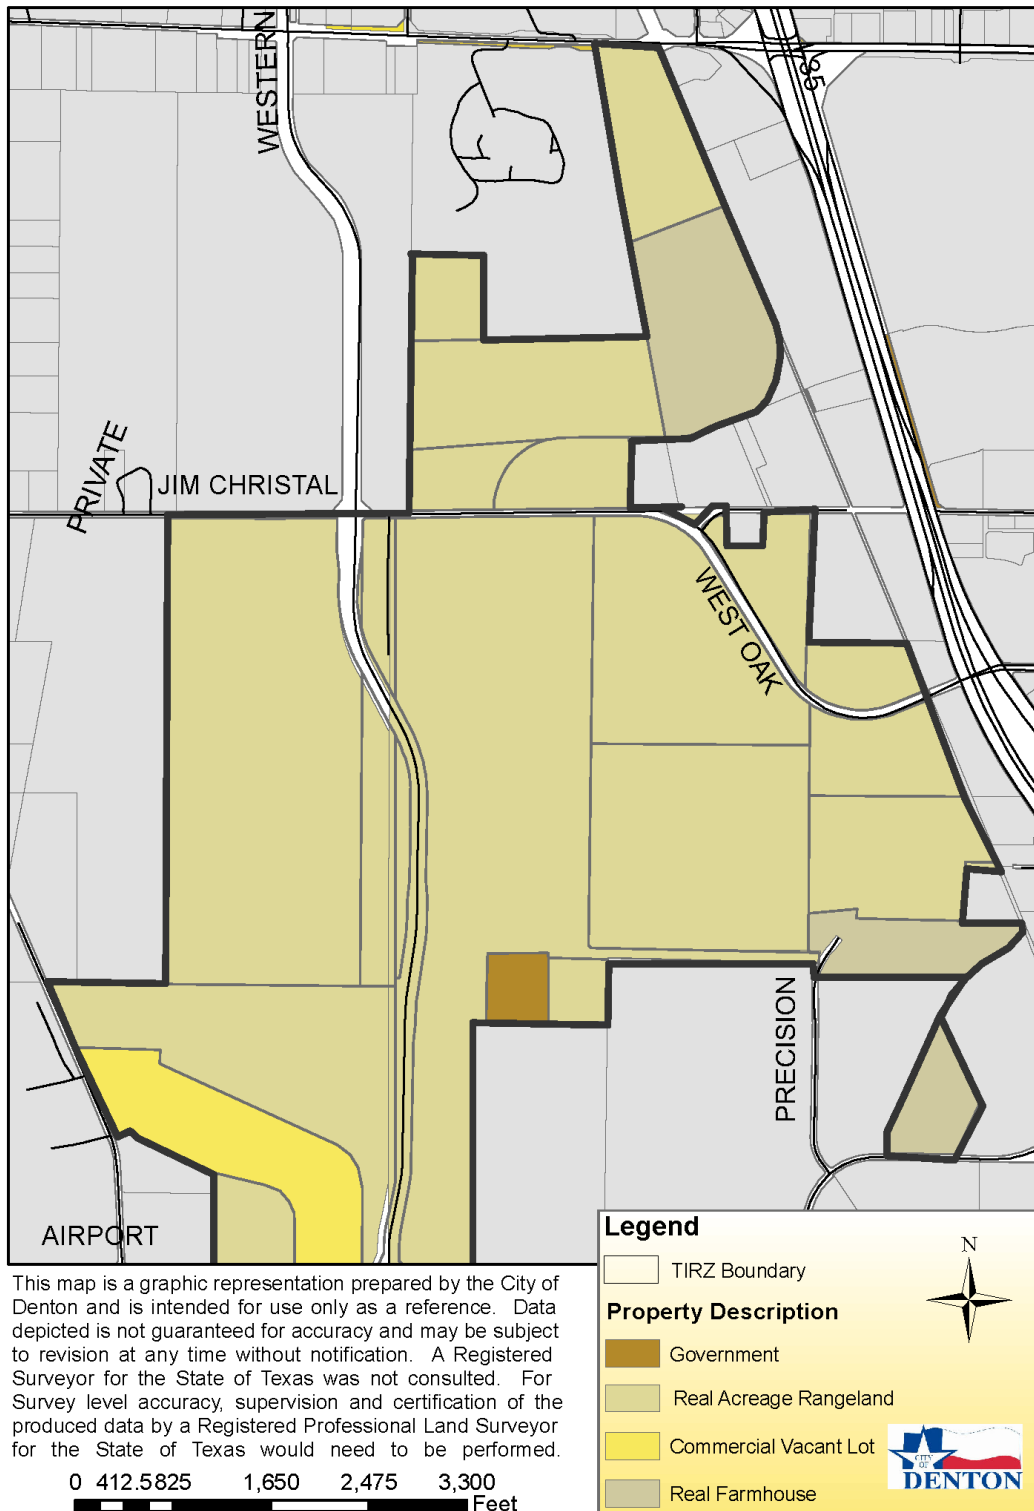 WESTERN
I-35
PRIVATE
JIM CHRISTAL
WEST OAK
PRECISION
AIRPORT
This map is a graphic representation prepared by the City of
Denton and is intended for use only as a reference. Data
depicted is not guaranteed for accuracy and may be subject
to revision at any time without notification. A Registered
Surveyor for the State of Texas was not consulted. For
Survey level accuracy, supervision and certification of the
produced data by a Registered Professional Land Surveyor
for the State of Texas would need to be performed.
0 412.5 825 1,650 2,475 3,300
Feet
Legend
TIRZ Boundary
N
Property Description
Government
Real Acreage Rangeland
Commercial Vacant Lot
Real Farmhouse
CITY
OF
DENTON